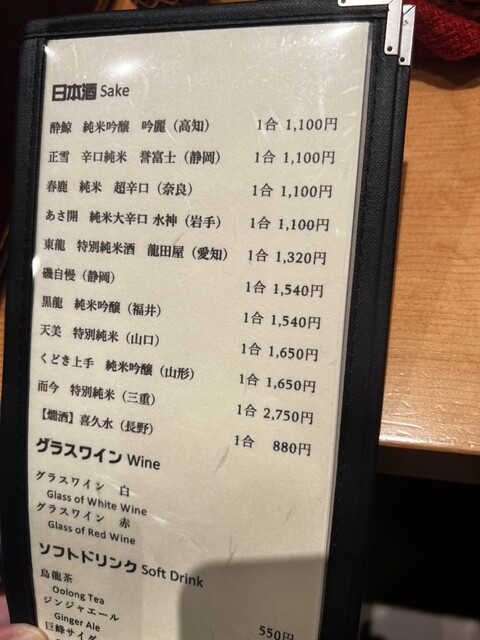 日本酒 Sake
酔鯨 純米吟醸 吟麗（高知） 1合 1,100円
正雪 辛口純米 誉富士（静岡） 1合 1,100円
春鹿 純米 超辛口（奈良） 1合 1,100円
あさ開 純米大辛口 水神（岩手） 1合 1,100円
東龍 特別純米酒 龍田屋（愛知） 1合 1,320円
磯自慢（静岡） 1合 1,540円
黒龍 純米吟醸（福井） 1合 1,540円
天美 特別純米（山口） 1合 1,650円
くどき上手 純米吟醸（山形） 1合 1,650円
而今 特別純米（三重） 1合 2,750円
【燗酒】喜久水（長野） 1合 880円
グラスワイン Wine
グラスワイン 白
Glass of White Wine
グラスワイン 赤
Glass of Red Wine
ソフトドリンク Soft Drink
烏龍茶
Oolong Tea 550円
ジンジャエール
Ginger Ale
巨峰サイダ